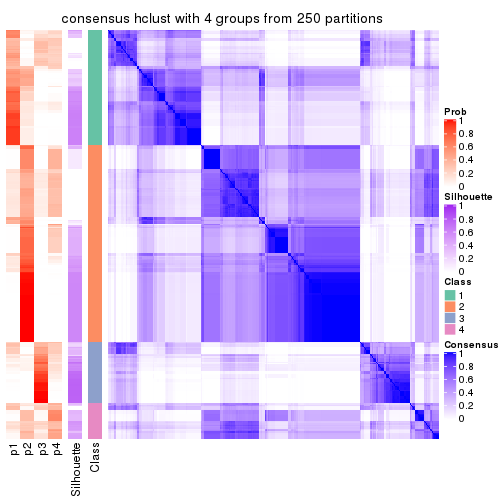 consensus hclust with 4 groups from 250 partitions
Prob
1
0.8
0.6
0.4
0.2
0
Silhouette
1
0.8
0.6
0.4
0.2
0
Class
1
2
3
4
Consensus
1
0.8
0.6
0.4
0.2
0
p1
p2
p3
p4
Silhouette
Class